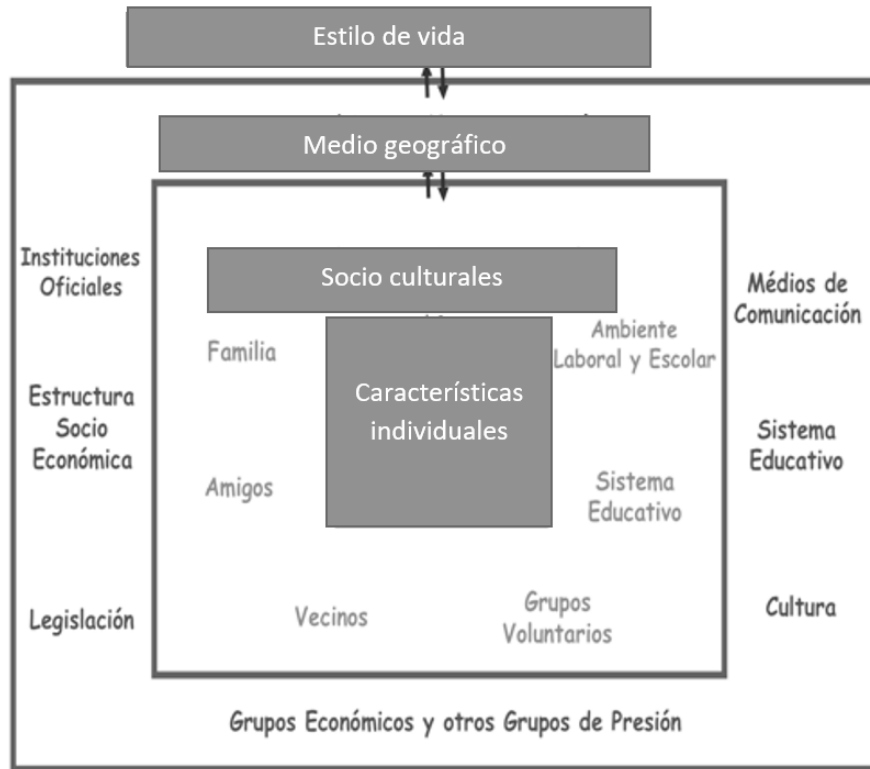 Estilo de vida
Medio geográfico
Instituciones
Oficiales
Socio culturales
Médios de
Comunicación
Familia
Ambiente
Laboral y Escolar
Características
individuales
Estructura
Socio
Económica
Sistema
Educativo
Amigos
Sistema
Educativo
Legislación
Vecinos
Grupos
Voluntarios
Cultura
Grupos Económicos y otros Grupos de Presión